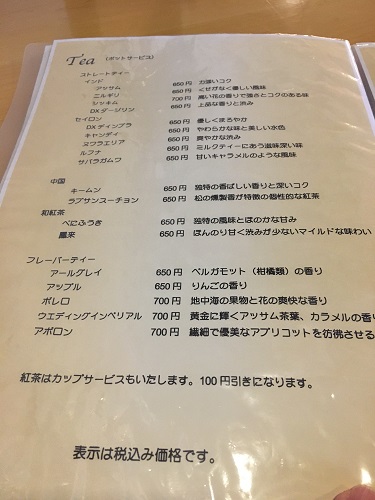 Tea (ポットサービス)
ストレートティー
インド
アッサム 650円 力強いコク
ニルギリ 650円 くせがなく優しい風味
シッキム 700円 高い花の香りで強さとコクのある味
DXダージリン 650円 上品な香りと渋み
セイロン
DXディンブラ 650円 優しくまろやか
キャンディ 650円 やわらかな味と美しい水色
ヌワラエリア 650円 爽やかな渋み
ルフナ 650円 ミルクティーにあう滋味深い味
サバラガムワ 650円 甘いキャラメルのような風味
中国
キームン 650円 独特の香ばしい香りと深いコク
ラプサンスーチョン 650円 松の燻製香が特徴の個性的な紅茶
和紅茶
べにふうき 650円 独特の風味とほのかな甘み
鳳来 650円 ほんのり甘く渋みが少ないマイルドな味わい
フレーバーティー
アールグレイ 650円 ベルガモット(柑橘類)の香り
アップル 650円 りんごの香り
ボレロ 700円 地中海の果物と花の爽快な香り
ウエディングインペリアル 700円 黄金に輝くアッサム茶葉、カラメルの香り
アポロン 700円 繊細で優美なアプリコットを彷彿させる
紅茶はカップサービスもいたします。100円引きになります。
表示は税込み価格です。